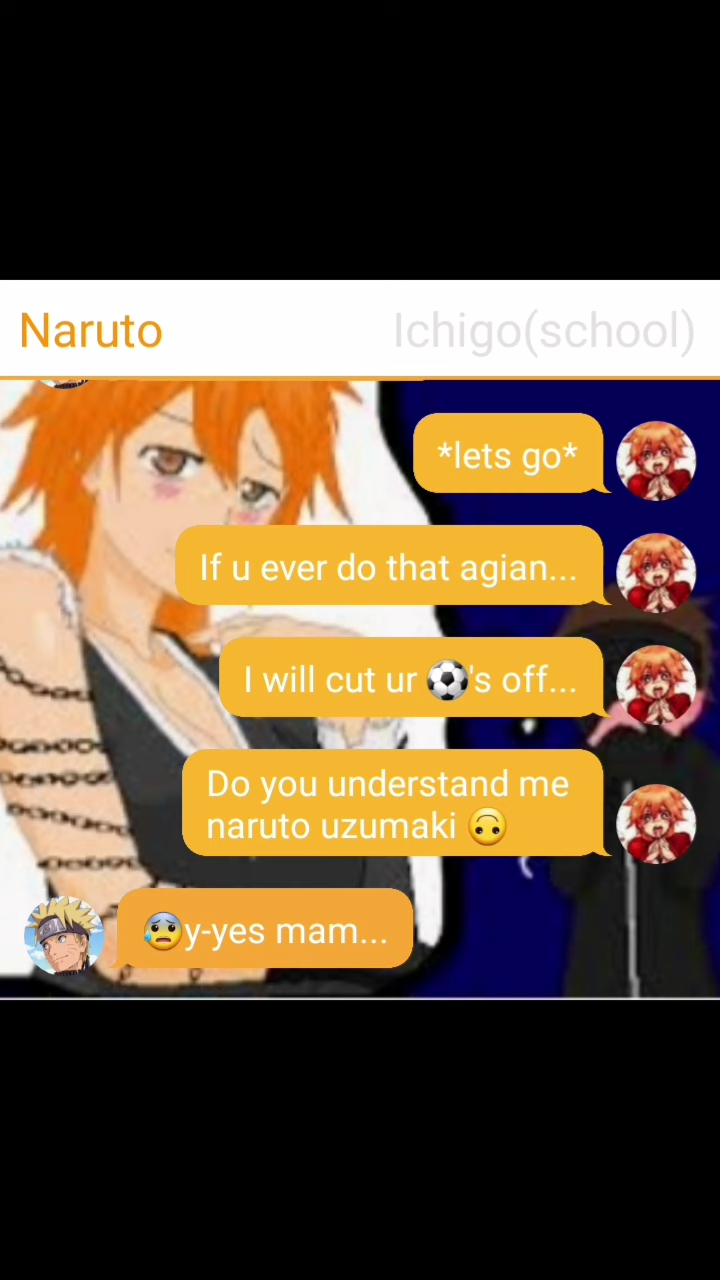 Naruto
Ichigo(school)
*lets go*
If u ever do that agian...
I will cut ur ⚽'s off...
Do you understand me
naruto uzumaki 🙃
😰y-yes mam...